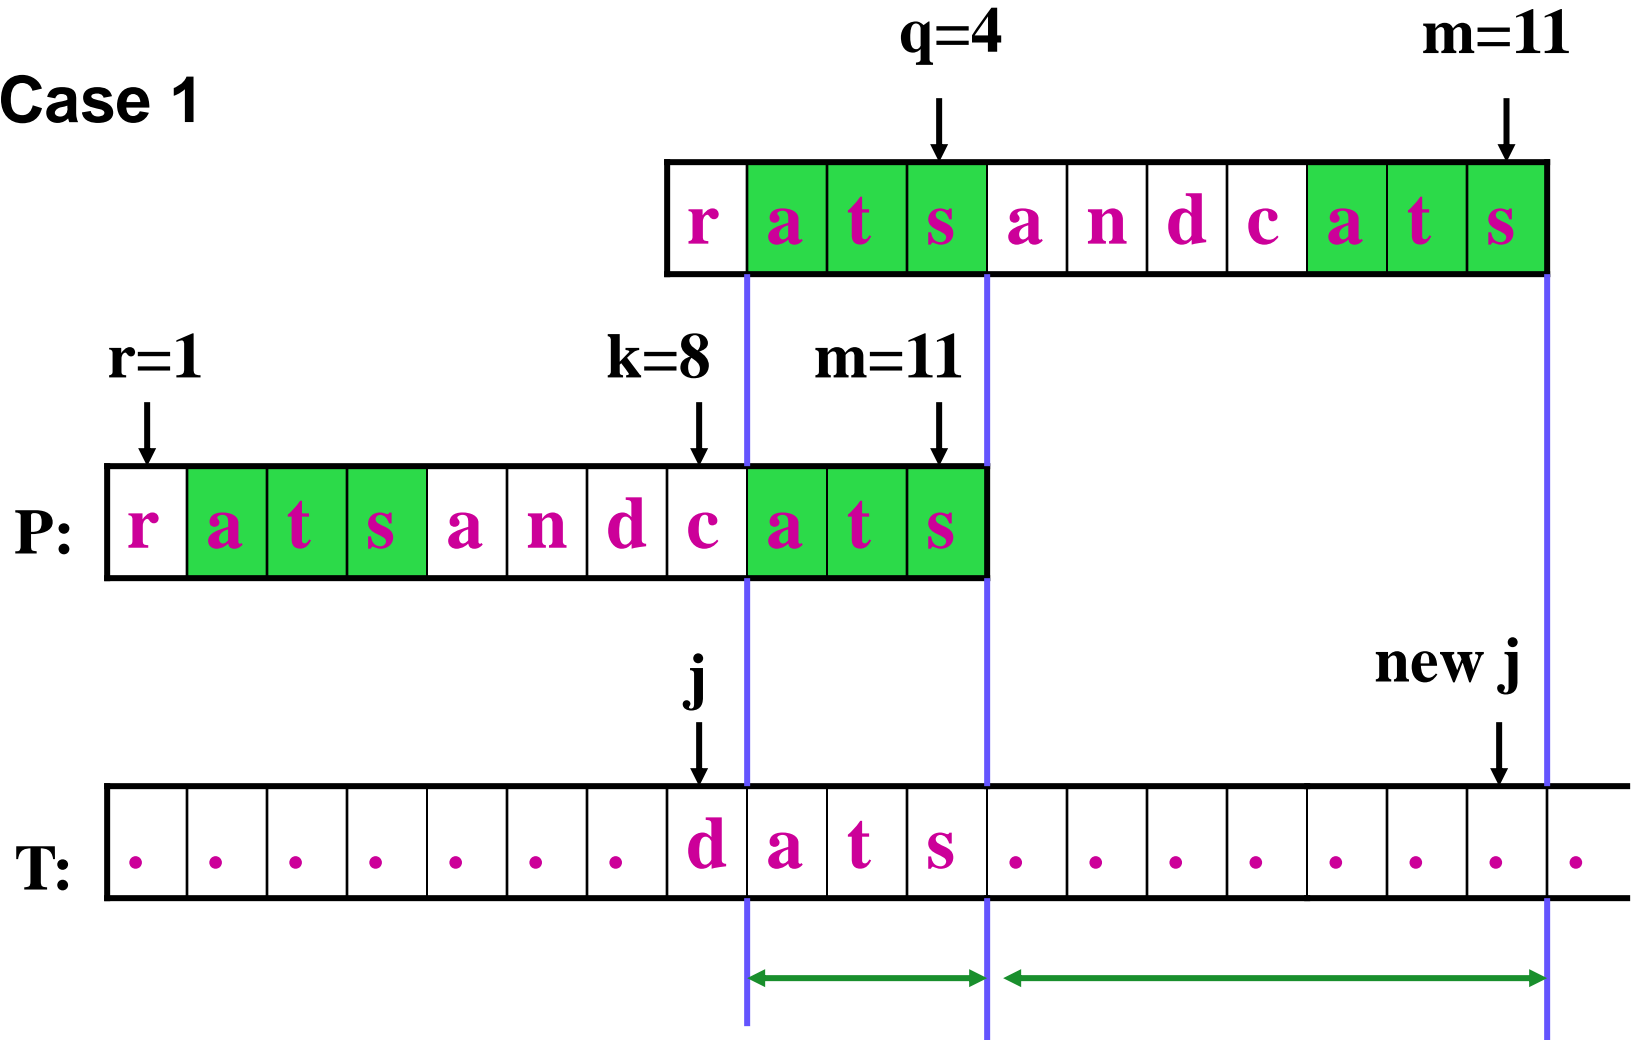 q=4 m=11
Case 1
r a t s a n d c a t s
r=1 k=8 m=11
P: r a t s a n d c a t s
j new j
T: . . . . . . . d a t s . . . . . . . .